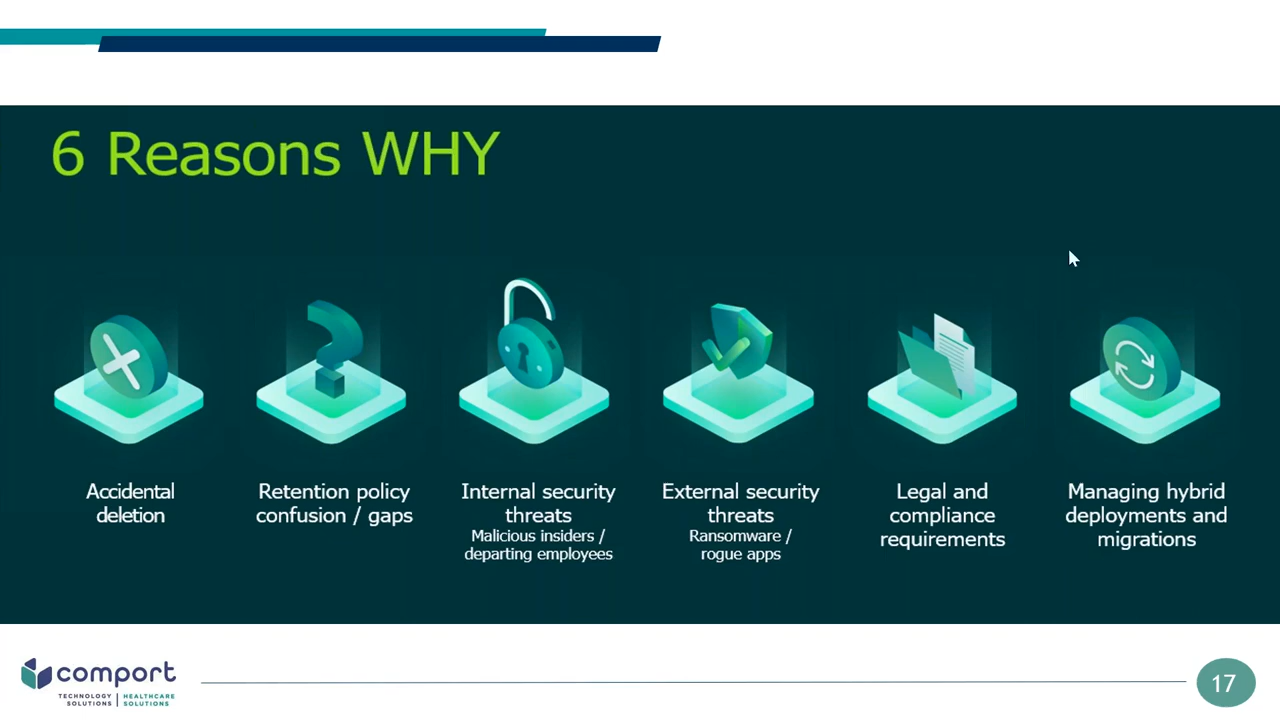 6 Reasons WHY
Accidental
deletion
Retention policy
confusion / gaps
Internal security
threats
Malicious insiders /
departing employees
External security
threats
Ransomware /
rogue apps
Legal and
compliance
requirements
Managing hybrid
deployments and
migrations
comport
TECHNOLOGY
SOLUTIONS
HEALTHCARE
SOLUTIONS
17